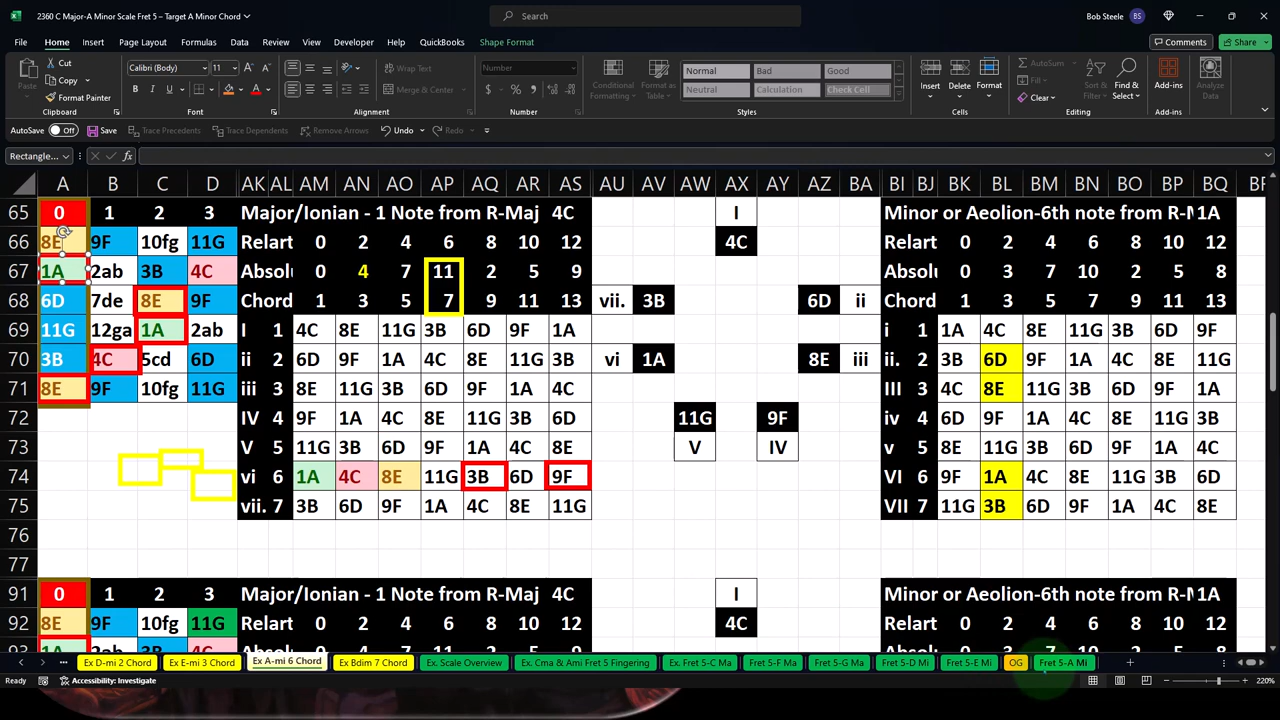 2360 C Major-A Minor Scale Fret 5 – Target A Minor Chord
Search
Bob Steele BS
File Home Insert Page Layout Formulas Data Review View Developer Help QuickBooks Shape Format
Comments Share
Cut
Copy
Format Painter
Paste
Clipboard
Calibri (Body) 11
Font
Wrap Text
Merge & Center
Alignment
Number
Number
Conditional Formatting
Format as Table
Normal Bad Good
Neutral Calculation Check Cell
Styles
Insert Delete Format
Cells
AutoSum
Fill
Clear
Sort & Filter
Find & Select
Editing
Add-ins
Add-ins
Analyze Data
AutoSave Off Save Trace Precedents Trace Dependents Remove Arrows Undo Redo
Rectangle... fx
A B C D AK AL AM AN AO AP AQ AR AS AU AV AW AX AY AZ BA BI BJ BK BL BM BN BO BP BQ
65 0 1 2 3 Major/Ionian - 1 Note from R-Maj 4C I Minor or Aeolion-6th note from R-M 1A
66 8E 9F 10fg 11G Relart 0 2 4 6 8 10 12 4C Relart 0 2 4 6 8 10 12
67 1A 2ab 3B 4C Absolu 0 4 7 11 2 5 9 Absolu 0 3 7 10 2 5 8
68 6D 7de 8E 9F Chord 1 3 5 7 9 11 13 vii. 3B 6D ii Chord 1 3 5 7 9 11 13
69 11G 12ga 1A 2ab I 1 4C 8E 11G 3B 6D 9F 1A i 1 1A 4C 8E 11G 3B 6D 9F
70 3B 4C 5cd 6D ii 2 6D 9F 1A 4C 8E 11G 3B vi 1A 8E iii ii. 2 3B 6D 9F 1A 4C 8E 11G
71 8E 9F 10fg 11G iii 3 8E 11G 3B 6D 9F 1A 4C III 3 4C 8E 11G 3B 6D 9F 1A
72 IV 4 9F 1A 4C 8E 11G 3B 6D 11G 9F iv 4 6D 9F 1A 4C 8E 11G 3B
73 V 5 11G 3B 6D 9F 1A 4C 8E V IV v 5 8E 11G 3B 6D 9F 1A 4C
74 vi 6 1A 4C 8E 11G 3B 6D 9F VI 6 9F 1A 4C 8E 11G 3B 6D
75 vii. 7 3B 6D 9F 1A 4C 8E 11G VII 7 11G 3B 6D 9F 1A 4C 8E
76
77
91 0 1 2 3 Major/Ionian - 1 Note from R-Maj 4C I Minor or Aeolion-6th note from R-M 1A
92 8E 9F 10fg 11G Relart 0 2 4 6 8 10 12 4C Relart 0 2 4 6 8 10 12
Ex D-mi 2 Chord Ex E-mi 3 Chord Ex A-mi 6 Chord Ex Bdim 7 Chord Ex. Scale Overview Ex. Cma & Ami Fret 5 Fingering Ex. Fret 5-C Ma Fret 5-F Ma Fret 5-G Ma Fret 5-D Mi Fret 5-E Mi OG Fret 5-A Mi
Ready Accessibility: Investigate 220%